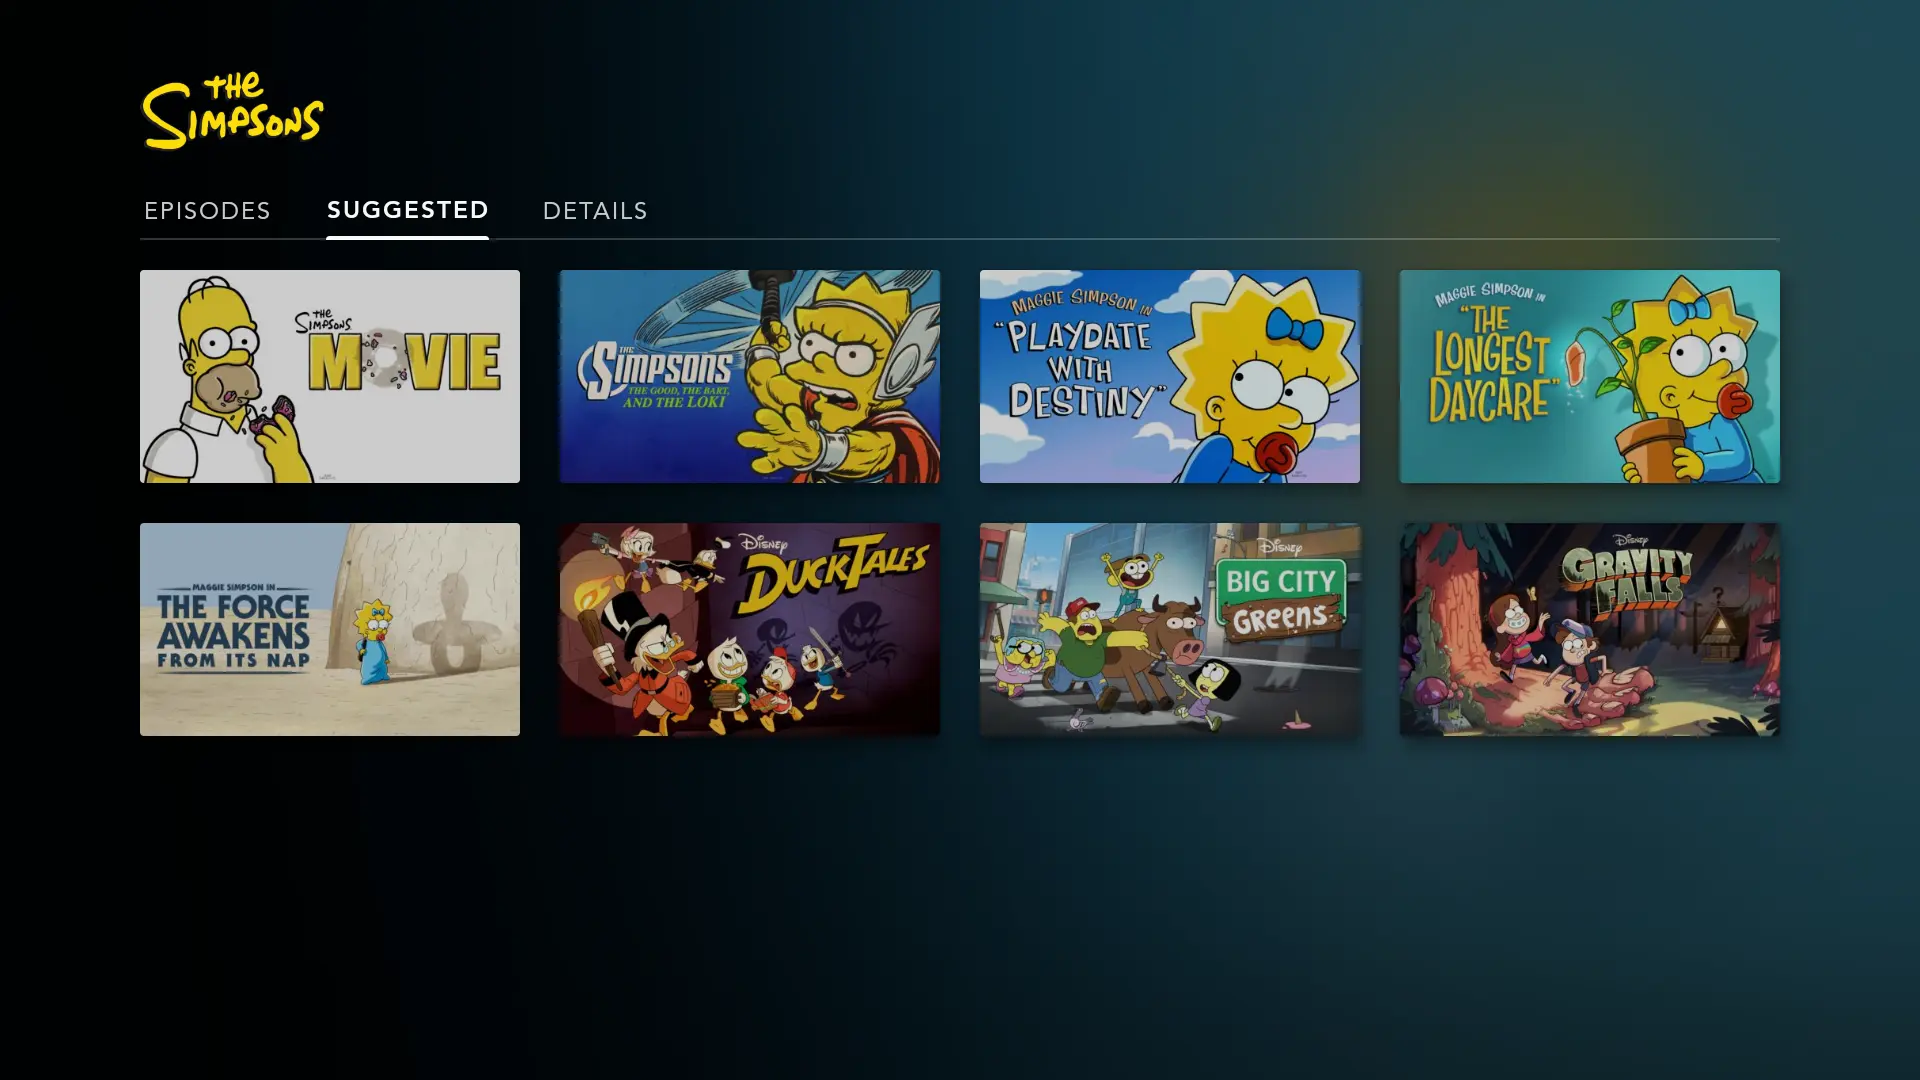 THE
SIMPSONS
EPISODES
SUGGESTED
DETAILS
THE
SIMPSONS
MOVIE
THE
SIMPSONS
THE GOOD, THE BART,
AND THE LOKI
MAGGIE SIMPSON IN
"PLAYDATE
WITH
DESTINY"
MAGGIE SIMPSON IN
"THE
LONGEST
DAYCARE"
MAGGIE SIMPSON IN
THE FORCE
AWAKENS
FROM ITS NAP
Disney
DUCKTALES
Disney
BIG CITY
GREENS
Disney
GRAVITY
FALLS